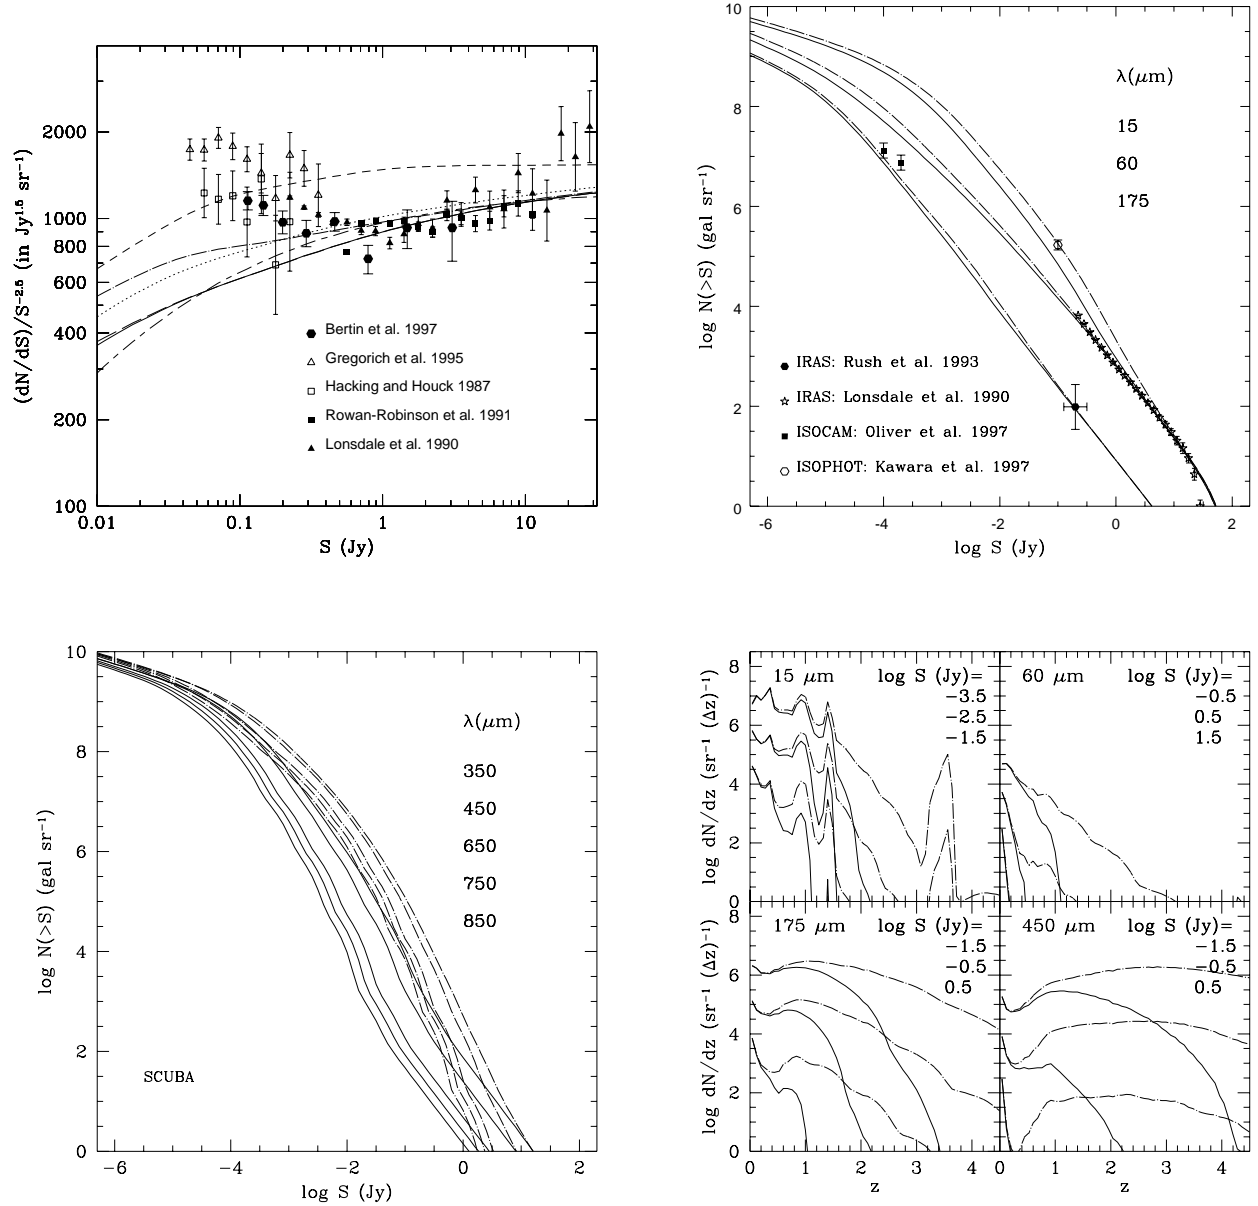 2000
1000
800
600
400
200
100
0.01
0.1
1
10
S (Jy)
(dN/dS)/S⁻²·⁵ (in Jy¹·⁵ sr⁻¹)
Bertin et al. 1997
Gregorich et al. 1995
Hacking and Houck 1987
Rowan-Robinson et al. 1991
Lonsdale et al. 1990
10
8
6
4
2
0
-6
-4
-2
0
2
log S (Jy)
log N(>S) (gal sr⁻¹)
λ(μm)
15
60
175
IRAS: Rush et al. 1993
IRAS: Lonsdale et al. 1990
ISOCAM: Oliver et al. 1997
ISOPHOT: Kawara et al. 1997
10
8
6
4
2
0
−6
−4
−2
0
2
log S (Jy)
log N(>S) (gal sr⁻¹)
λ(μm)
350
450
650
750
850
SCUBA
8
6
4
2
0
log dN/dz (sr⁻¹ (Δz)⁻¹)
15 μm
log S (Jy)=
−3.5
−2.5
−1.5
60 μm
log S (Jy)=
−0.5
0.5
1.5
8
6
4
2
0
log dN/dz (sr⁻¹ (Δz)⁻¹)
175 μm
log S (Jy)=
−1.5
−0.5
0.5
450 μm
log S (Jy)=
−1.5
−0.5
0.5
0
1
2
3
4
0
1
2
3
4
z
z